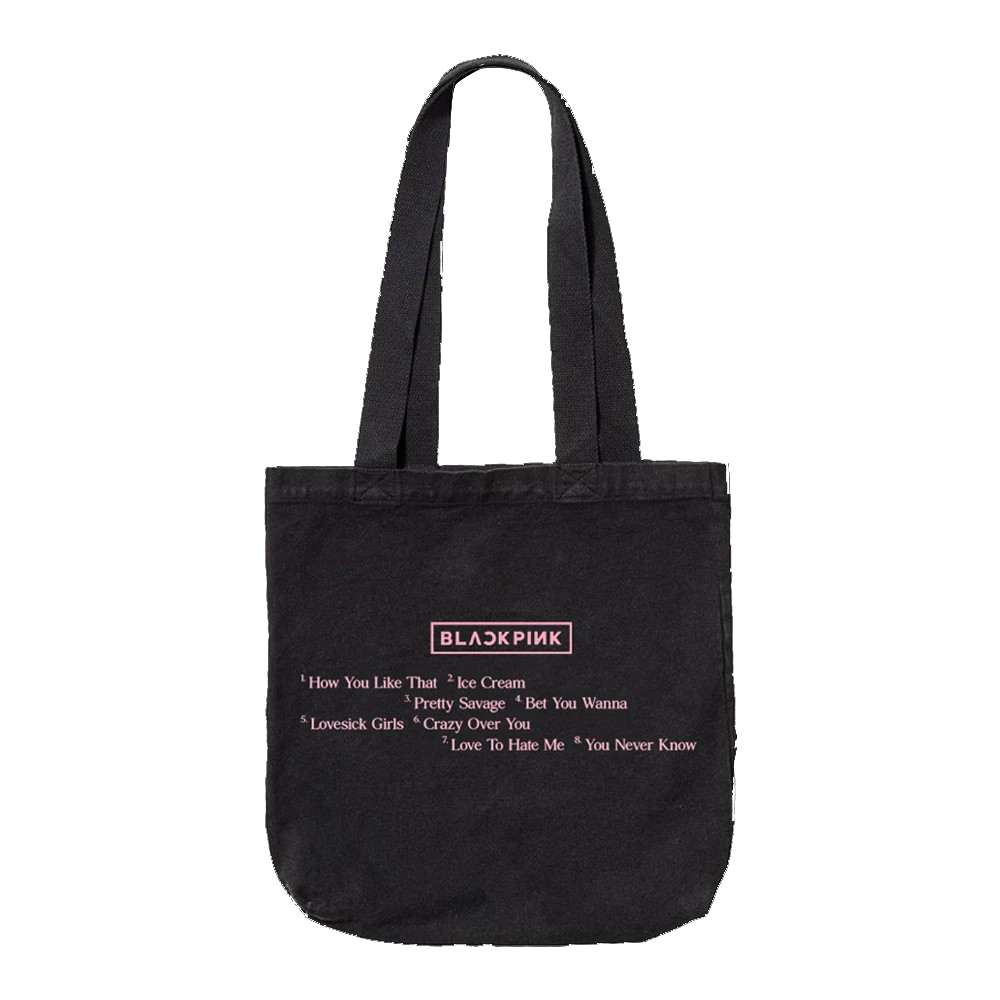 BLACKPINK
1. How You Like That 2. Ice Cream
3. Pretty Savage 4. Bet You Wanna
5. Lovesick Girls 6. Crazy Over You
7. Love To Hate Me 8. You Never Know